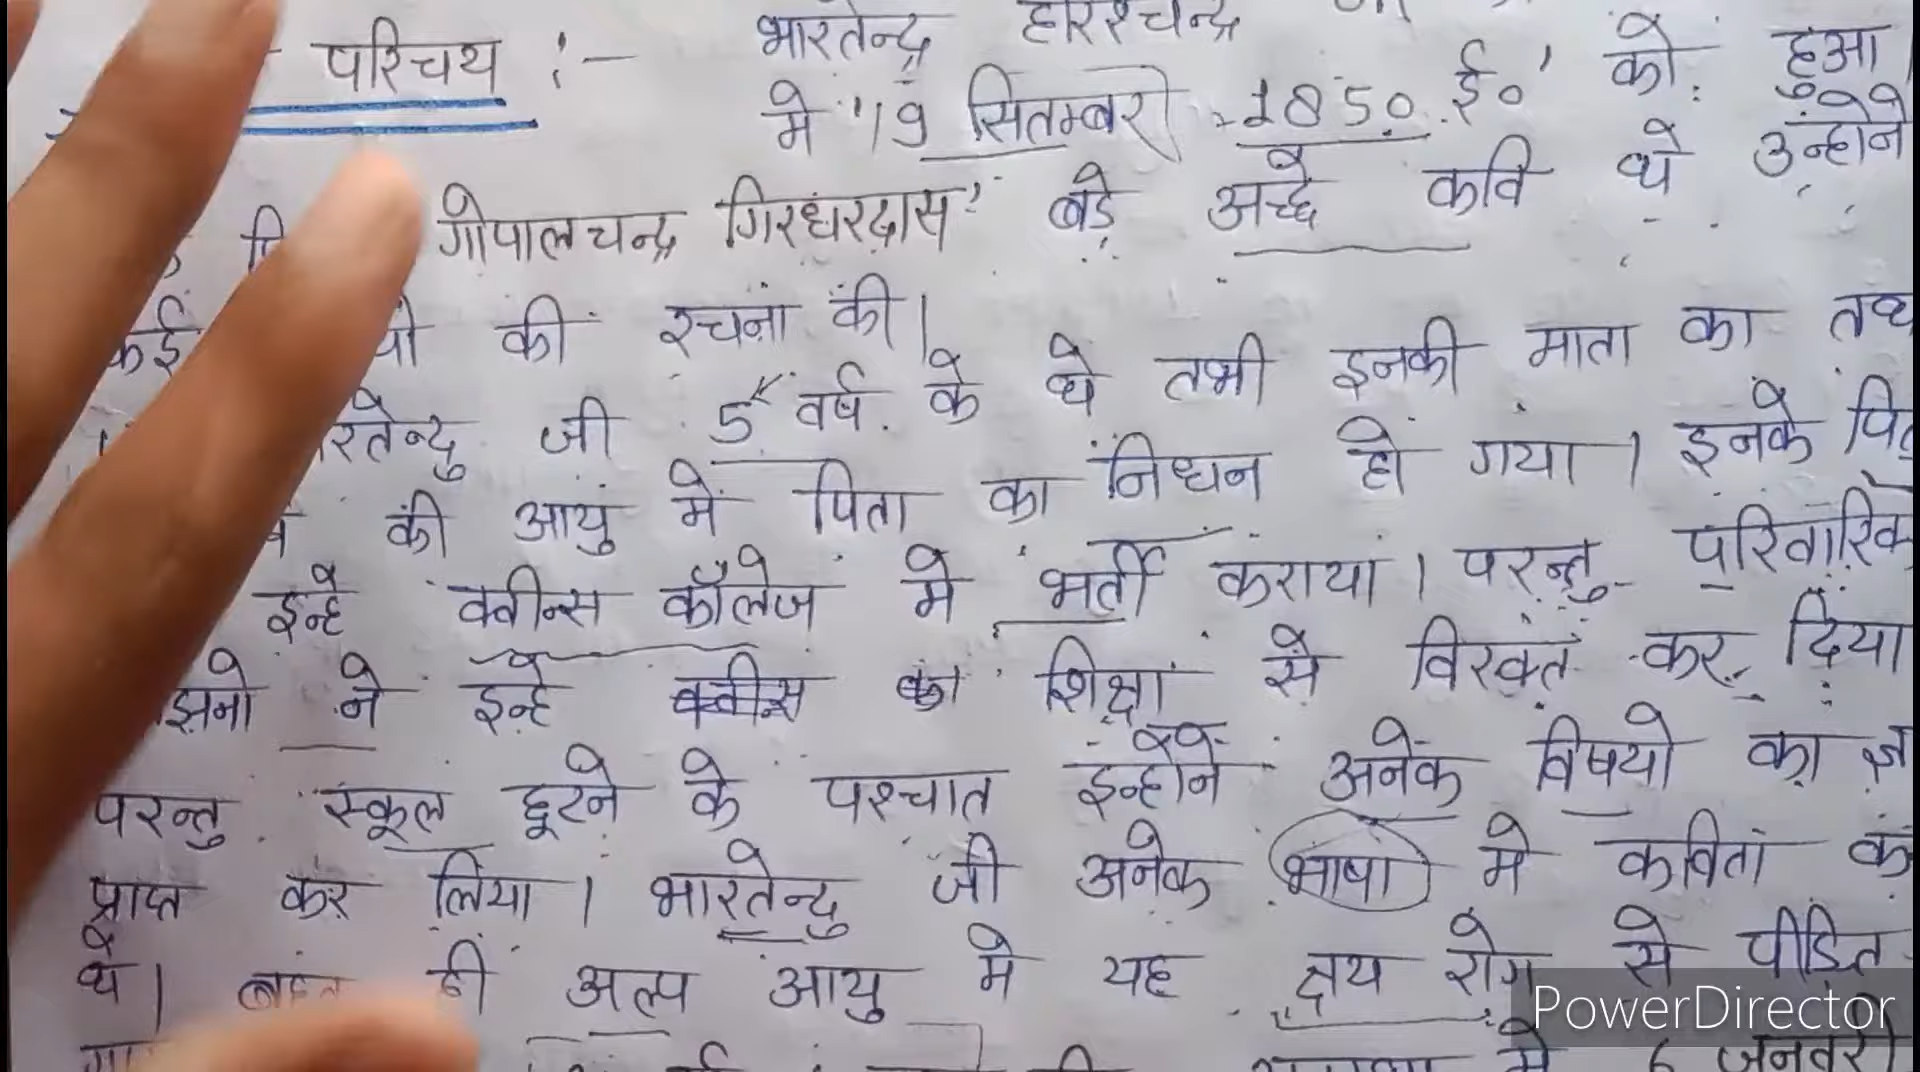 परिचय :- भारतेन्द्र हरिश्चन्द्र
मे "/9 सितम्बर 1850 ई०' को हुआ
गोपालचन्द्र गिरधरदास' बडे अच्छे कवि थे उन्होने
कई की रचना की।
जी 5 वर्ष के थे तभी इनकी माता का
की आयु मे पिता का निधन हो गया। इनके
इन्हे क्वीन्स कॉलेज मे भर्ती कराया। परन्तु परिवारिक
ने इन्हे क्वीन्स का शिक्षा से विरक्त कर दिया
परन्तु स्कूल छूटने के पश्चात इन्होने अनेक विषयो का
प्राप्त कर लिया। भारतेन्दु जी अनेक भाषा मे कविता
थे। ही अल्प आयु मे यह क्षय रोग से पीडित
मे 6 जनवरी
PowerDirector